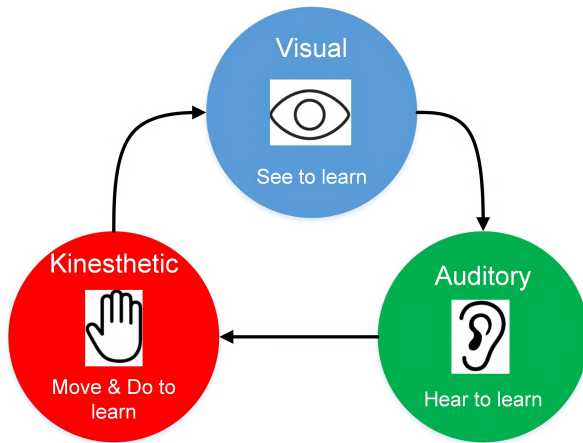 Visual
See to learn
Kinesthetic
Move & Do to
learn
Auditory
Hear to learn